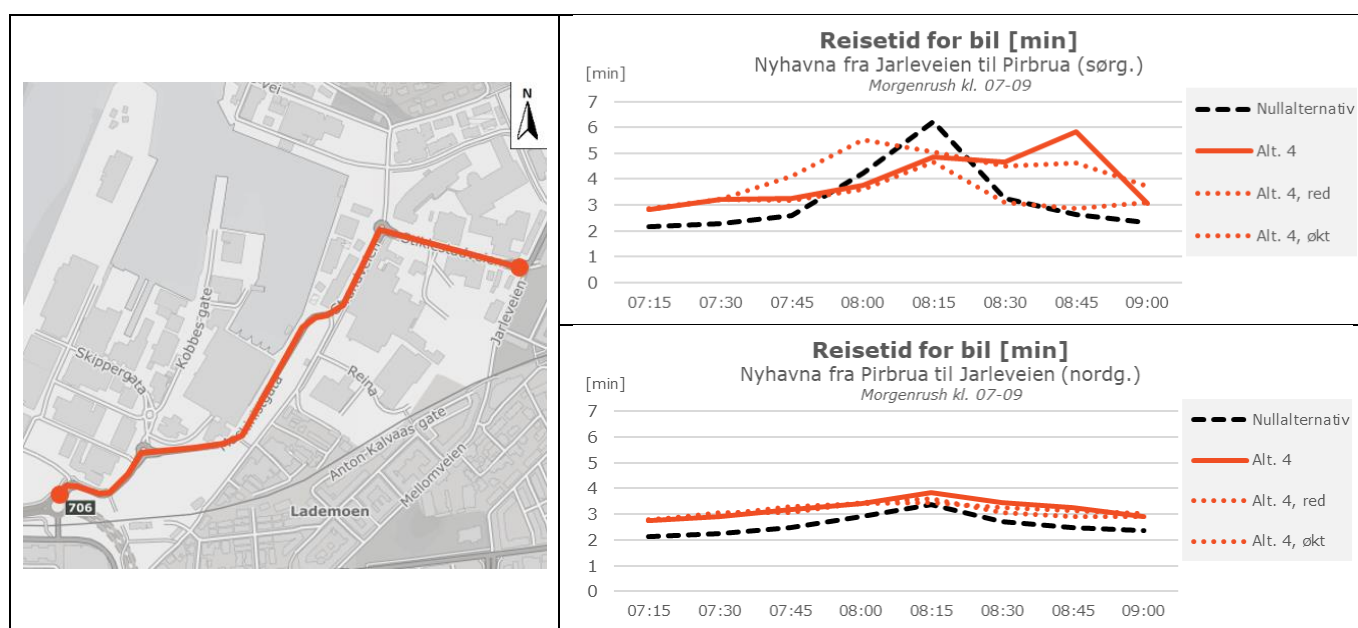 N
Stiklestadveien
Strandveien
Jarleveien
Kobbes gate
Skippergata
Reina
Anton-Kalvaas gate
Mellomveien
Lademoen
706
Reisetid for bil [min]
Nyhavna fra Jarleveien til Pirbrua (sørg.)
Morgenrush kl. 07-09
[min]
7
6
5
4
3
2
1
0
07:15 07:30 07:45 08:00 08:15 08:30 08:45 09:00
Nullalternativ
Alt. 4
Alt. 4, red
Alt. 4, økt
Reisetid for bil [min]
Nyhavna fra Pirbrua til Jarleveien (nordg.)
Morgenrush kl. 07-09
[min]
7
6
5
4
3
2
1
0
07:15 07:30 07:45 08:00 08:15 08:30 08:45 09:00
Nullalternativ
Alt. 4
Alt. 4, red
Alt. 4, økt